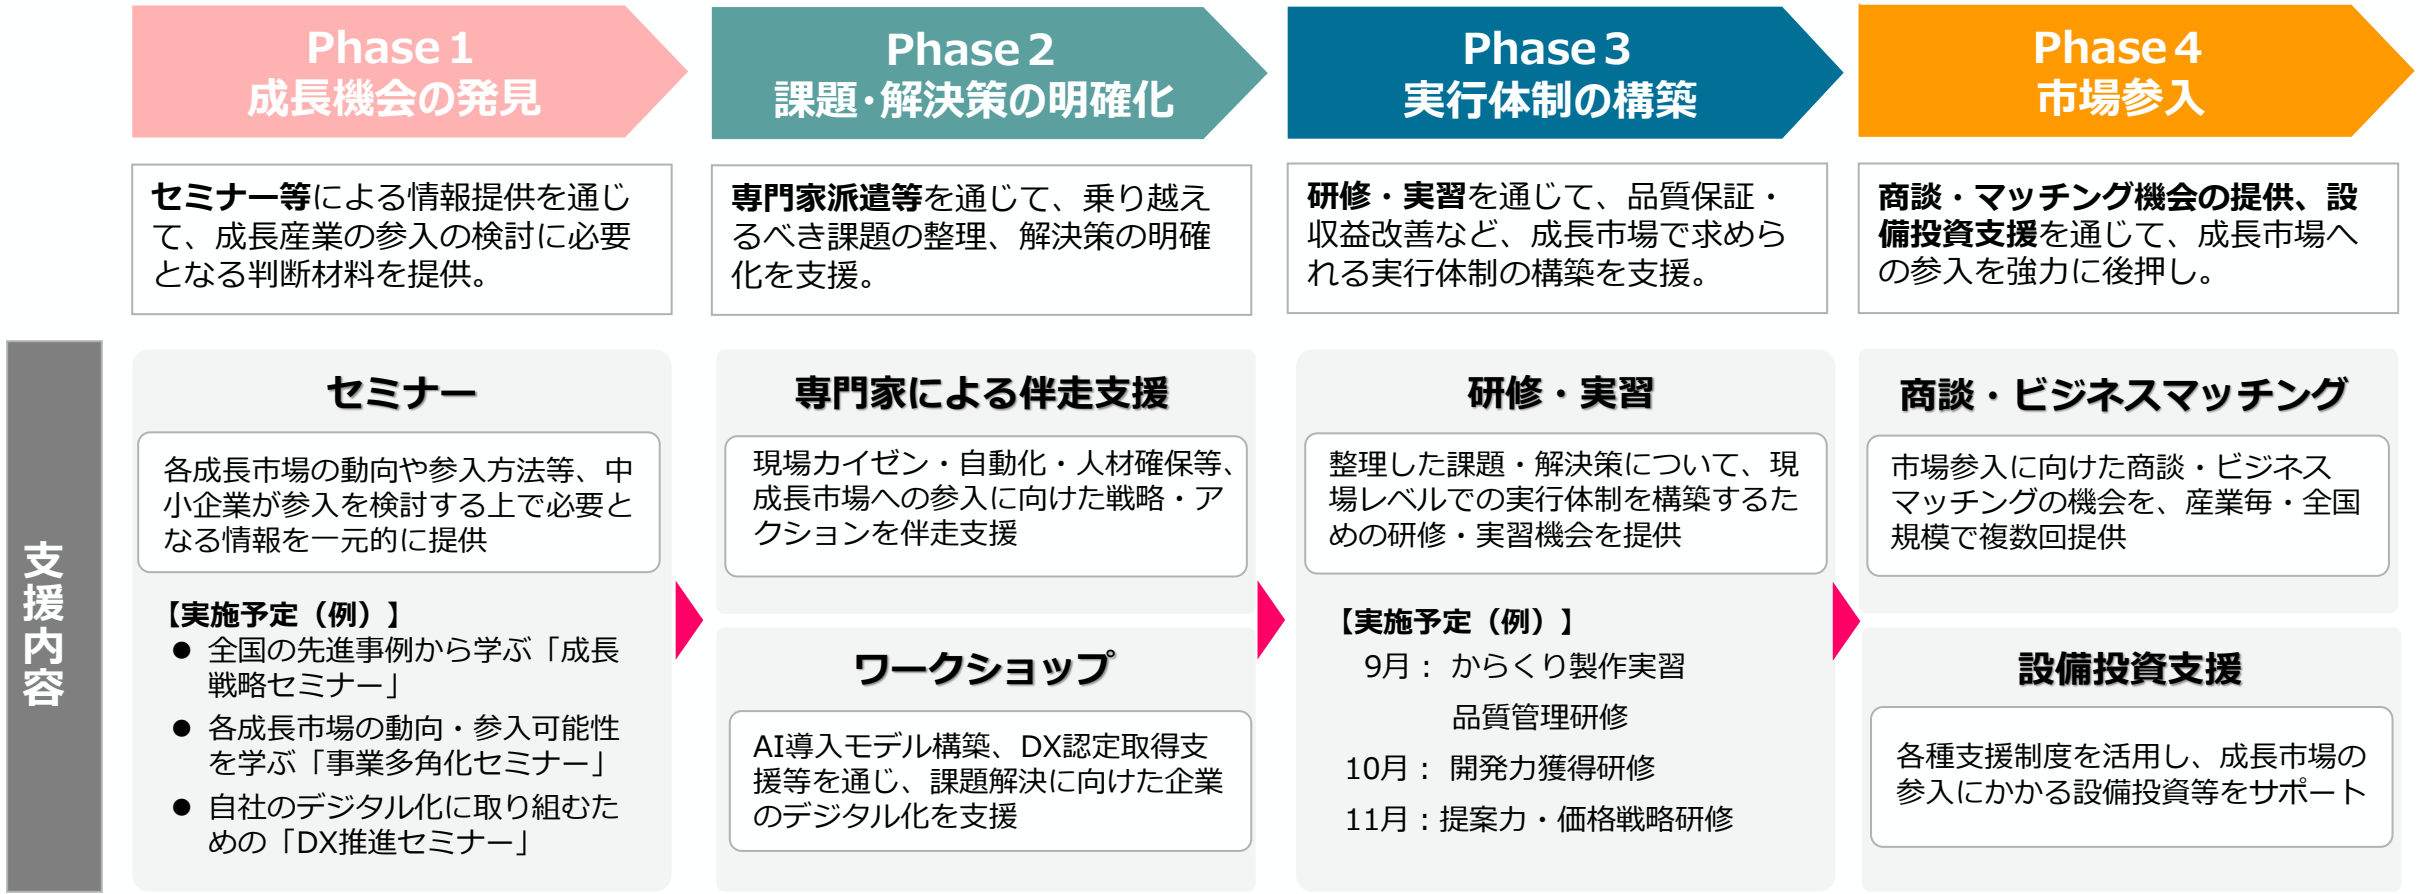 Phase１
成長機会の発見
Phase２
課題･解決策の明確化
Phase３
実行体制の構築
Phase４
市場参入
セミナー等による情報提供を通じ
て、成長産業の参入の検討に必要
となる判断材料を提供。
専門家派遣等を通じて、乗り越え
るべき課題の整理、解決策の明確
化を支援。
研修・実習を通じて、品質保証・
収益改善など、成長市場で求めら
れる実行体制の構築を支援。
商談・マッチング機会の提供、設
備投資支援を通じて、成長市場へ
の参入を強力に後押し。
支援内容
セミナー
各成長市場の動向や参入方法等、中
小企業が参入を検討する上で必要と
なる情報を一元的に提供
【実施予定（例）】
● 全国の先進事例から学ぶ「成長
戦略セミナー」
● 各成長市場の動向・参入可能性
を学ぶ「事業多角化セミナー」
● 自社のデジタル化に取り組むた
めの「DX推進セミナー」
専門家による伴走支援
現場カイゼン・自動化・人材確保等、
成長市場への参入に向けた戦略・ア
クションを伴走支援
ワークショップ
AI導入モデル構築、DX認定取得支
援等を通じ、課題解決に向けた企業
のデジタル化を支援
研修・実習
整理した課題・解決策について、現
場レベルでの実行体制を構築するた
めの研修・実習機会を提供
【実施予定（例）】
9月： からくり製作実習
品質管理研修
10月： 開発力獲得研修
11月：提案力・価格戦略研修
商談・ビジネスマッチング
市場参入に向けた商談・ビジネス
マッチングの機会を、産業毎・全国
規模で複数回提供
設備投資支援
各種支援制度を活用し、成長市場の
参入にかかる設備投資等をサポート